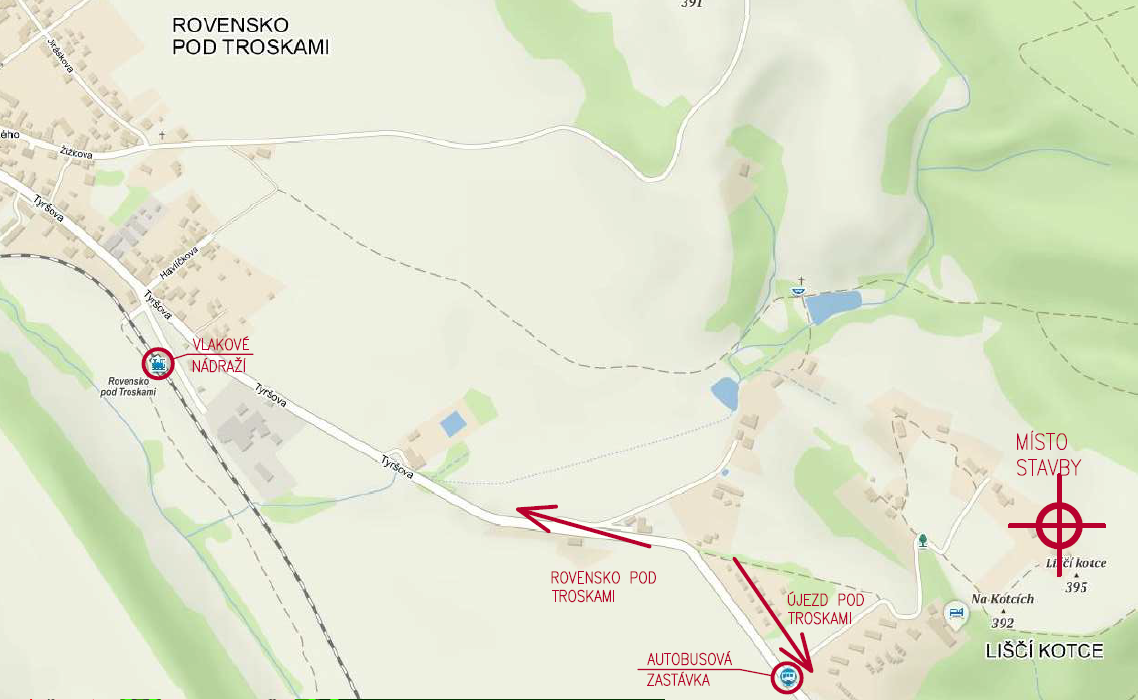 391
ROVENSKO
POD TROSKAMI
Jiráskova
ého
Žižkova
Tyršova
Havlíčkova
Tyršova
VLAKOVÉ
NÁDRAŽÍ
Rovensko
pod Troskami
Tyršova
Tyršova
MÍSTO
STAVBY
ROVENSKO POD
TROSKAMI
ÚJEZD POD
TROSKAMI
Liščí kotce
395
Na Kotcích
392
LIŠČÍ KOTCE
AUTOBUSOVÁ
ZASTÁVKA